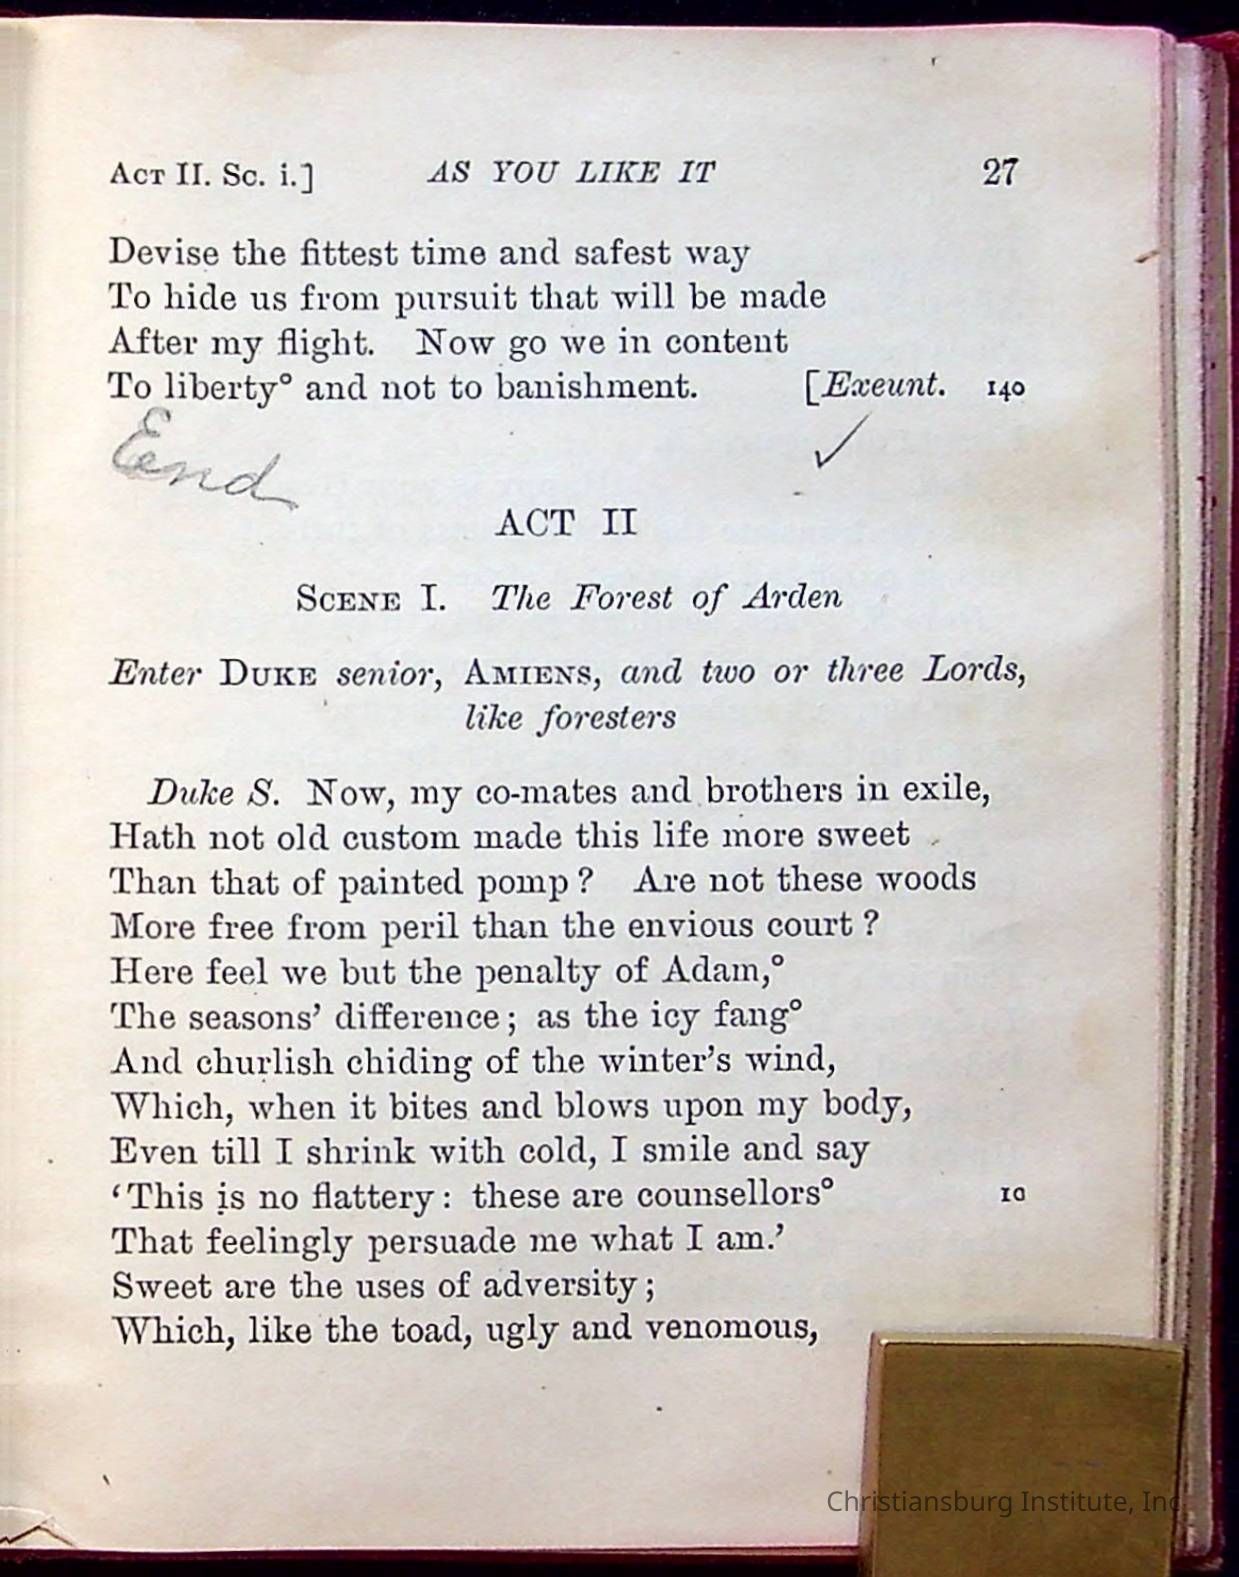 Act II. Sc. i.] AS YOU LIKE IT 27
Devise the fittest time and safest way
To hide us from pursuit that will be made
After my flight. Now go we in content
To liberty° and not to banishment. [Exeunt. 140
End
ACT II
Scene I. The Forest of Arden
Enter Duke senior, Amiens, and two or three Lords,
like foresters
Duke S. Now, my co-mates and brothers in exile,
Hath not old custom made this life more sweet
Than that of painted pomp? Are not these woods
More free from peril than the envious court?
Here feel we but the penalty of Adam,°
The seasons’ difference; as the icy fang°
And churlish chiding of the winter’s wind,
Which, when it bites and blows upon my body,
Even till I shrink with cold, I smile and say
‘This is no flattery: these are counsellors° 10
That feelingly persuade me what I am.’
Sweet are the uses of adversity;
Which, like the toad, ugly and venomous,
Christiansburg Institute, Inc